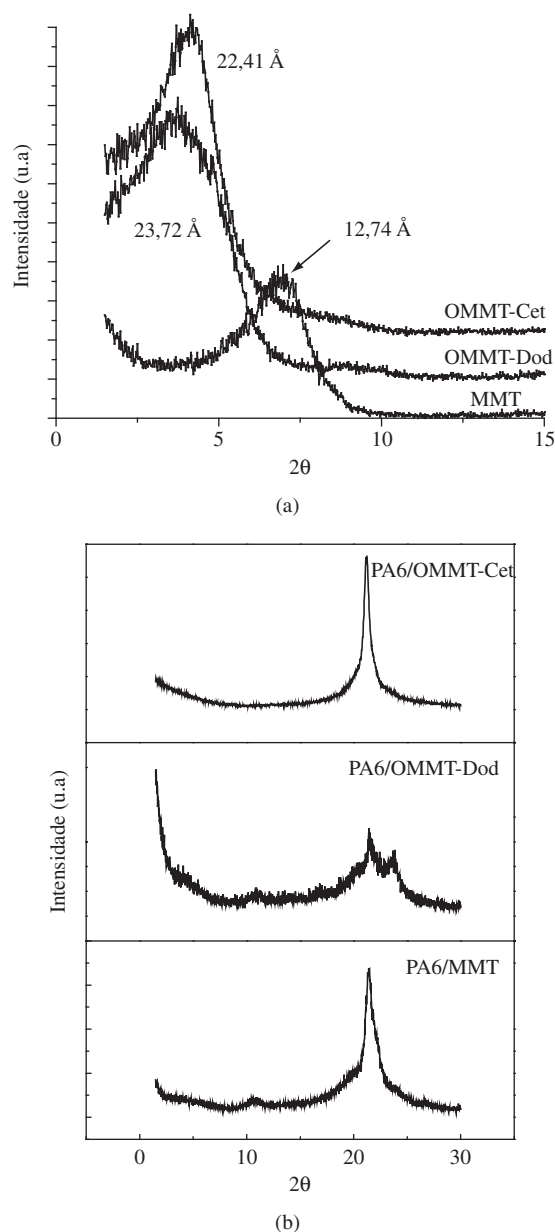 22,41 Å
Intensidade (u.a)
23,72 Å
12,74 Å
OMMT-Cet
OMMT-Dod
MMT
0 5 10 15
2θ
(a)
PA6/OMMT-Cet
PA6/OMMT-Dod
Intensidade (u.a)
PA6/MMT
0 10 20 30
2θ
(b)